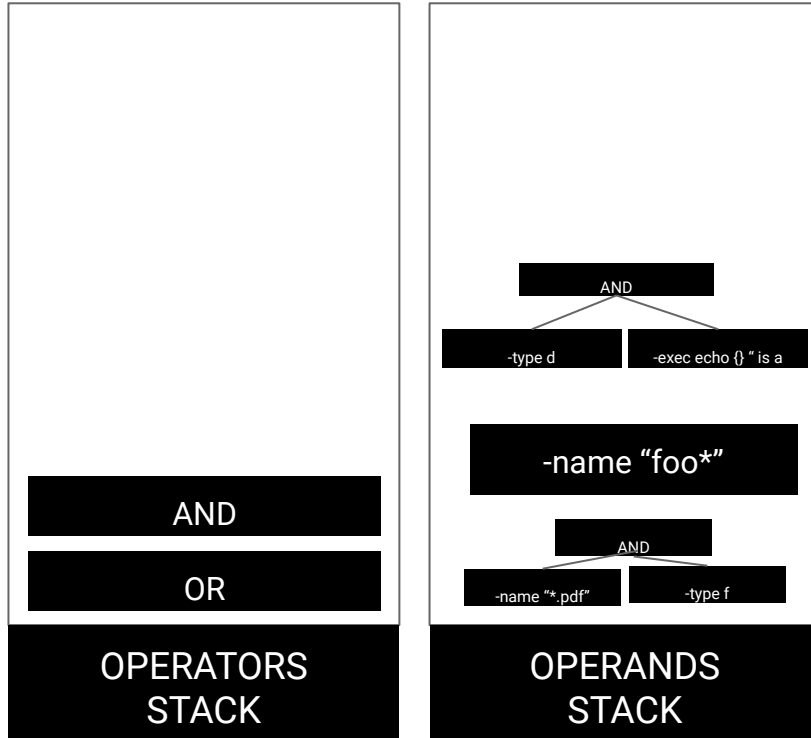 AND
OR
OPERATORS
STACK
AND
-type d
-exec echo {} “ is a
-name “foo*”
AND
-name “*.pdf”
-type f
OPERANDS
STACK